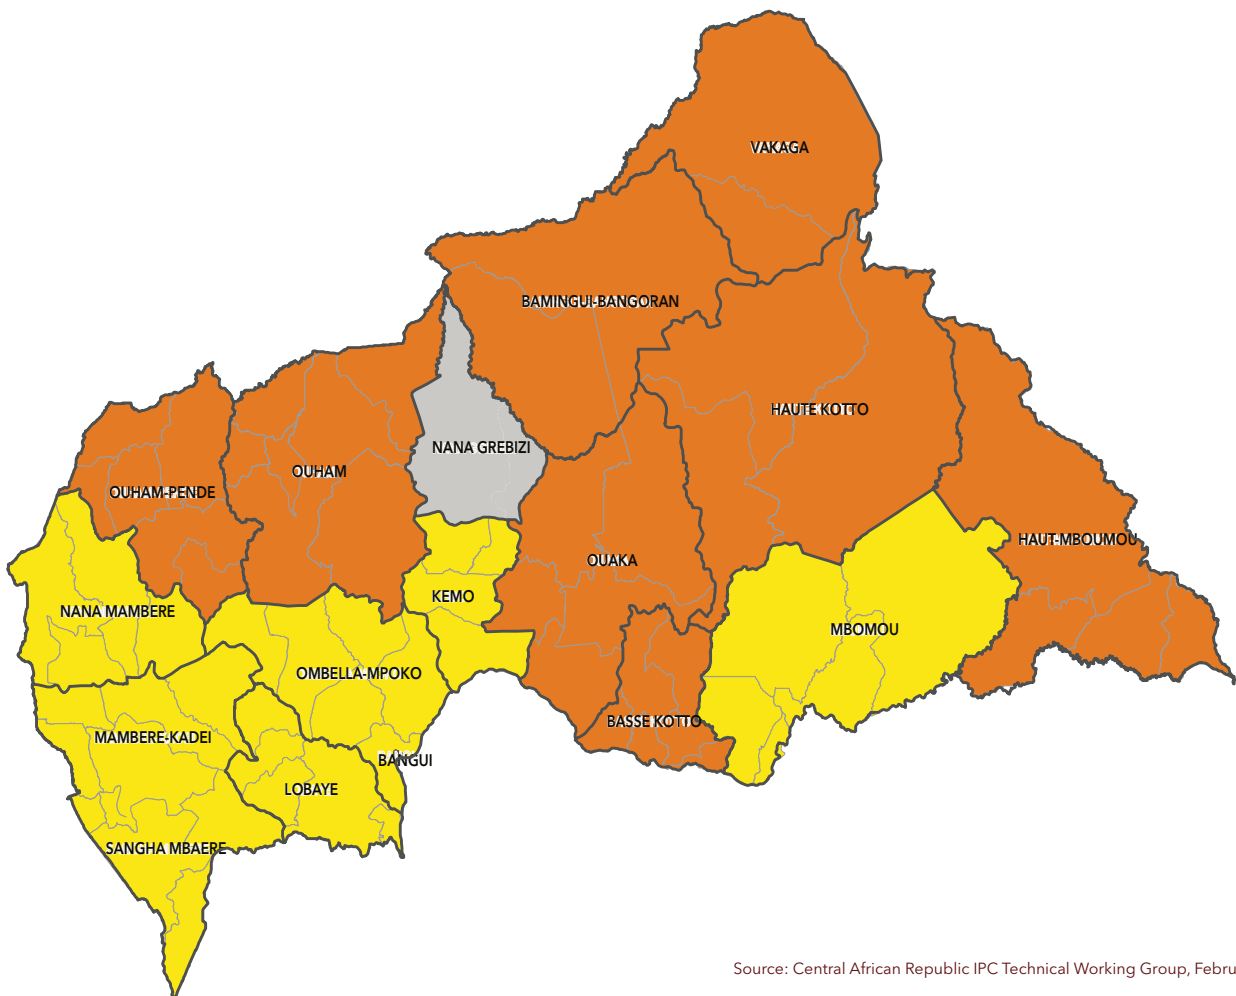 VAKAGA
BAMINGUI-BANGORAN
HAUTE KOTTO
NANA GREBIZI
OUHAM
OUHAM-PENDE
HAUT-MBOUMOU
OUAKA
KEMO
NANA MAMBERE
MBOMOU
OMBELLA-MPOKO
BASSE KOTTO
MAMBERE-KADEI
BANGUI
LOBAYE
SANGHA MBAERE
Source: Central African Republic IPC Technical Working Group, Febru